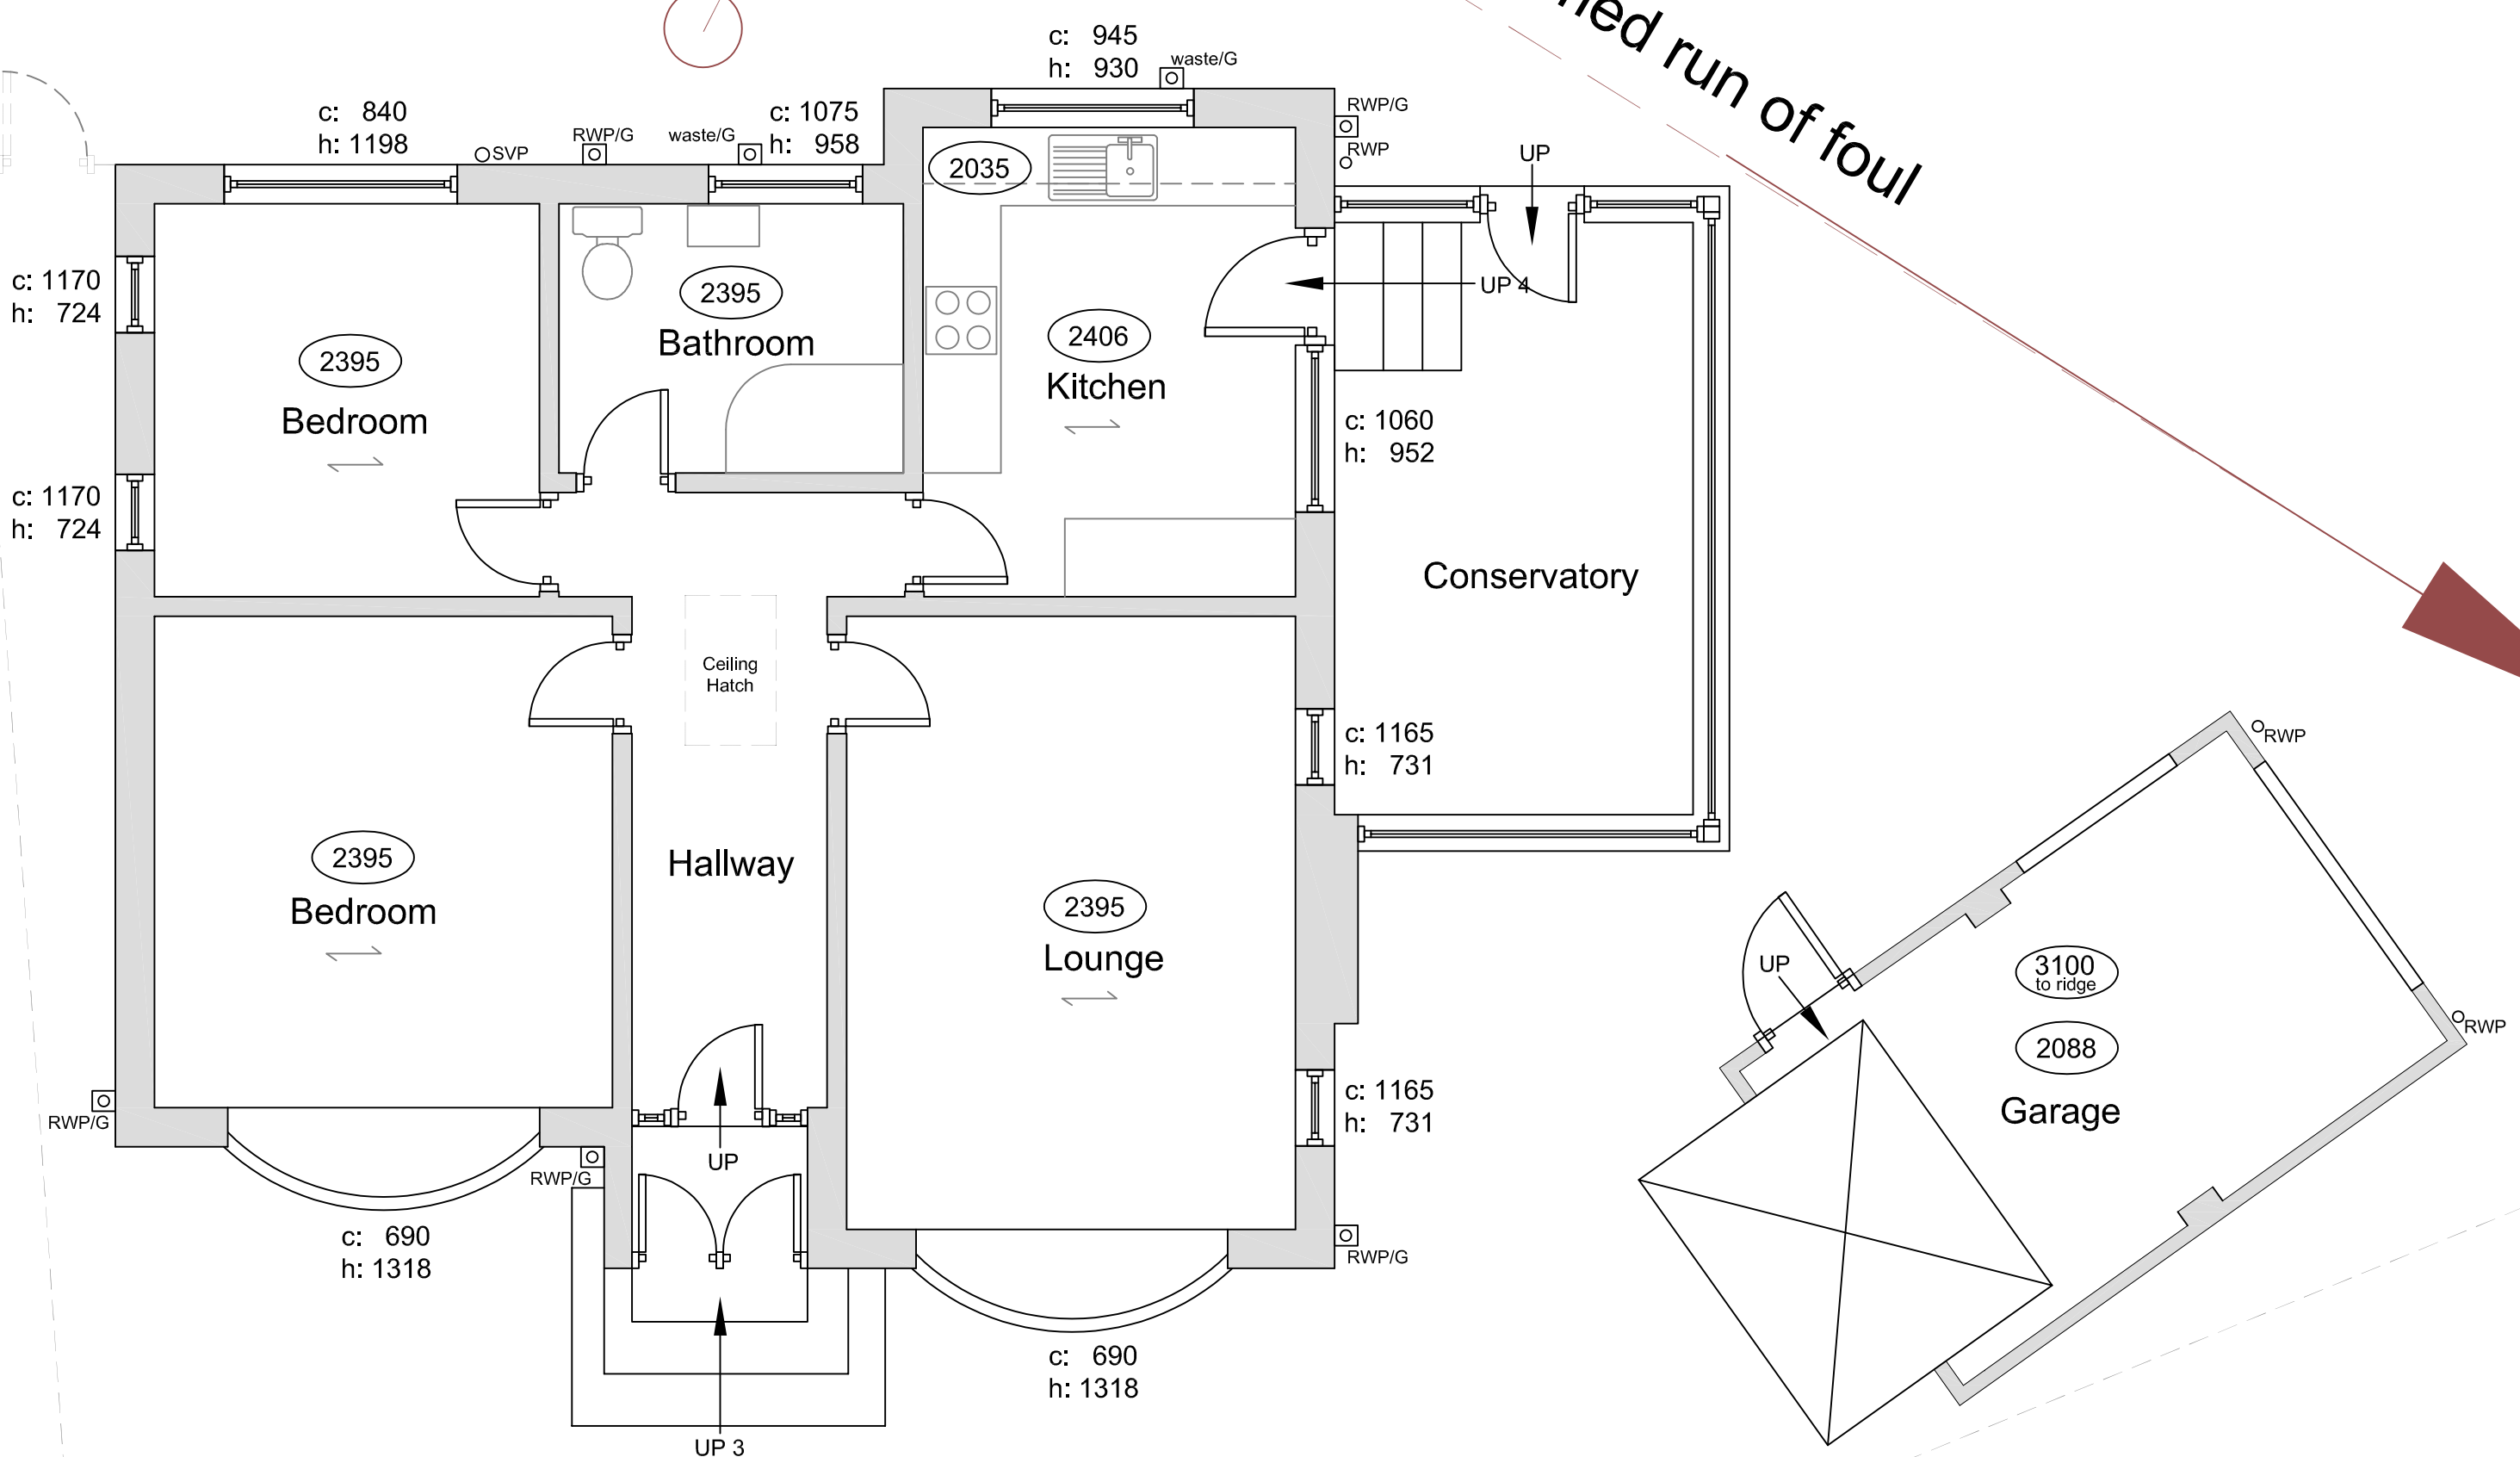 ned run of foul
c: 945
h: 930
waste/G
c: 840
h: 1198
SVP
RWP/G
waste/G
c: 1075
h: 958
RWP/G
RWP
UP
2035
c: 1170
h: 724
2395
Bedroom
2395
Bathroom
2406
Kitchen
UP 4
c: 1060
h: 952
c: 1170
h: 724
Conservatory
Ceiling
Hatch
c: 1165
h: 731
RWP
2395
Bedroom
Hallway
2395
Lounge
UP
3100
to ridge
RWP
2088
Garage
c: 1165
h: 731
RWP/G
UP
RWP/G
c: 690
h: 1318
RWP/G
c: 690
h: 1318
UP 3